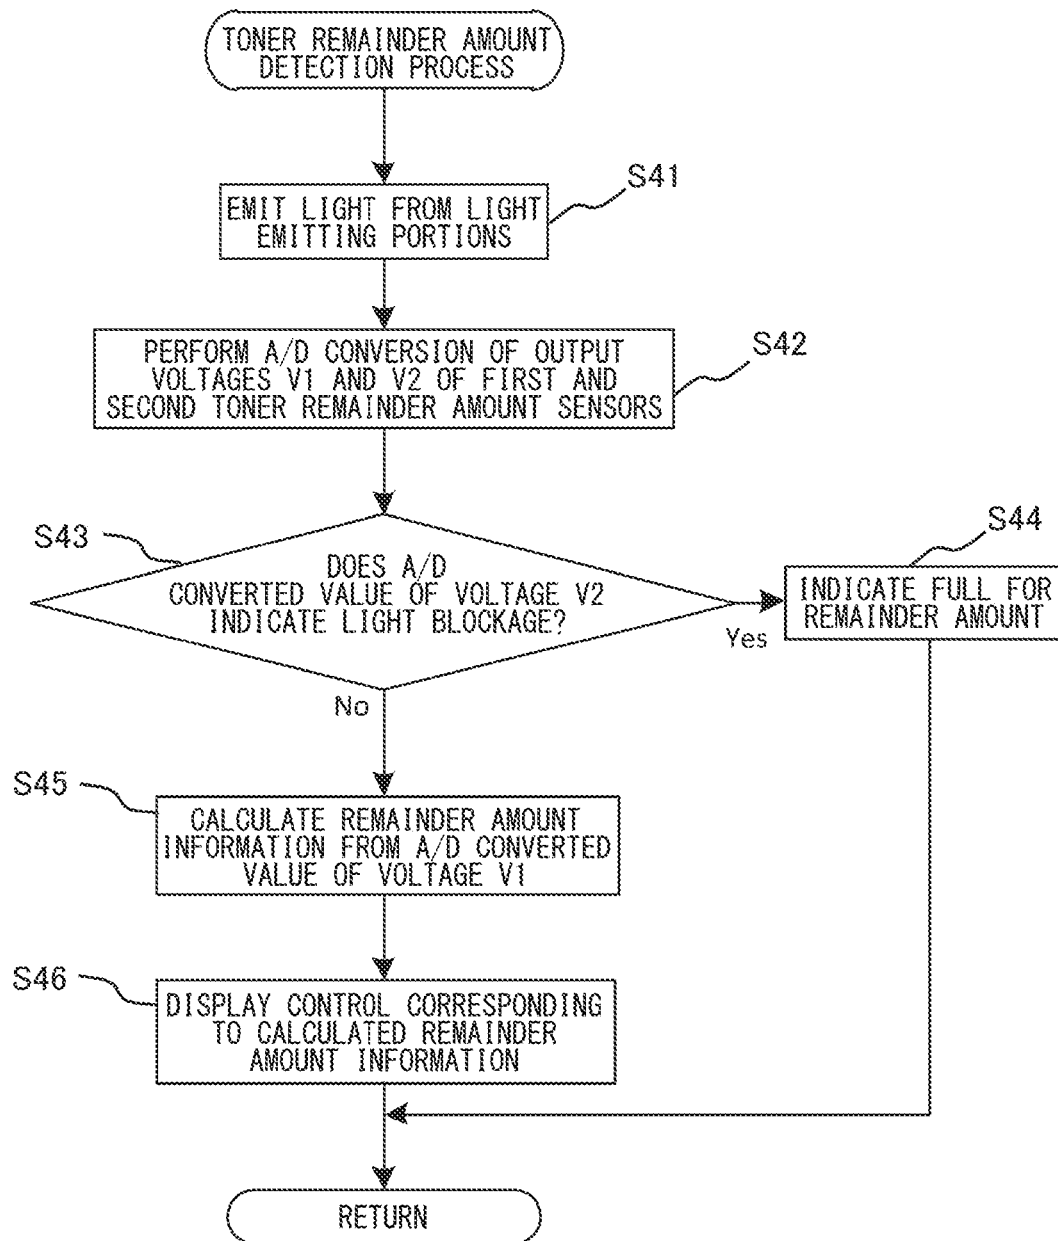 TONER REMAINDER AMOUNT
DETECTION PROCESS
S41
EMIT LIGHT FROM LIGHT
EMITTING PORTIONS
S42
PERFORM A/D CONVERSION OF OUTPUT
VOLTAGES V1 AND V2 OF FIRST AND
SECOND TONER REMAINDER AMOUNT SENSORS
S43
DOES A/D
CONVERTED VALUE OF VOLTAGE V2
INDICATE LIGHT BLOCKAGE?
Yes
S44
INDICATE FULL FOR
REMAINDER AMOUNT
No
S45
CALCULATE REMAINDER AMOUNT
INFORMATION FROM A/D CONVERTED
VALUE OF VOLTAGE V1
S46
DISPLAY CONTROL CORRESPONDING
TO CALCULATED REMAINDER
AMOUNT INFORMATION
RETURN